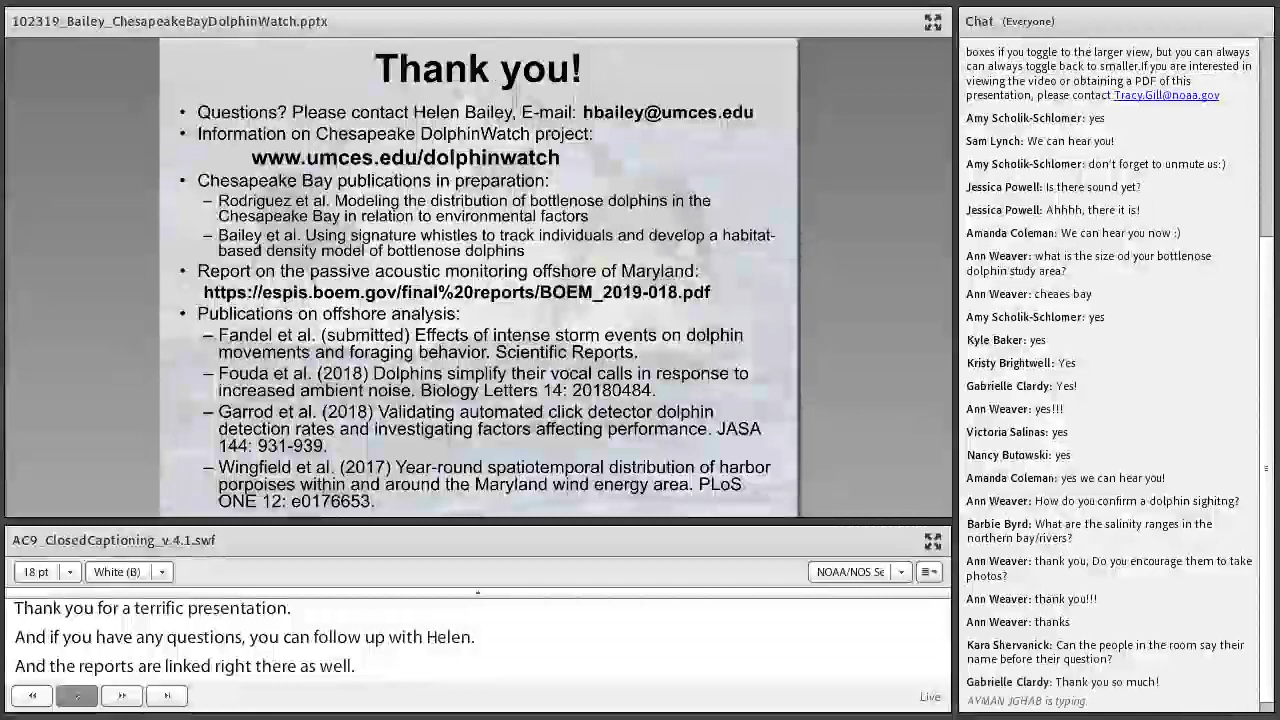 102319_Bailey_ChesapeakeBayDolphinWatch.pptx
Thank you!
• Questions? Please contact Helen Bailey, E-mail: hbailey@umces.edu
• Information on Chesapeake DolphinWatch project:
www.umces.edu/dolphinwatch
• Chesapeake Bay publications in preparation:
– Rodriguez et al. Modeling the distribution of bottlenose dolphins in the
Chesapeake Bay in relation to environmental factors
– Bailey et al. Using signature whistles to track individuals and develop a habitat-
based density model of bottlenose dolphins
• Report on the passive acoustic monitoring offshore of Maryland:
https://espis.boem.gov/final%20reports/BOEM_2019-018.pdf
• Publications on offshore analysis:
– Fandel et al. (submitted) Effects of intense storm events on dolphin
movements and foraging behavior. Scientific Reports.
– Fouda et al. (2018) Dolphins simplify their vocal calls in response to
increased ambient noise. Biology Letters 14: 20180484.
– Garrod et al. (2018) Validating automated click detector dolphin
detection rates and investigating factors affecting performance. JASA
144: 931-939.
– Wingfield et al. (2017) Year-round spatiotemporal distribution of harbor
porpoises within and around the Maryland wind energy area. PLoS
ONE 12: e0176653.
AC9_ClosedCaptioning_v 4.1.swf
18 pt
White (B)
NOAA/NOS Se
Thank you for a terrific presentation.
And if you have any questions, you can follow up with Helen.
And the reports are linked right there as well.
Live
Chat (Everyone)
boxes if you toggle to the larger view, but you can always
can always toggle back to smaller.If you are interested in
viewing the video or obtaining a PDF of this
presentation, please contact Tracy.Gill@noaa.gov
Amy Scholik-Schlomer: yes
Sam Lynch: We can hear you!
Amy Scholik-Schlomer: don't forget to unmute us:)
Jessica Powell: Is there sound yet?
Jessica Powell: Ahhhh, there it is!
Amanda Coleman: We can hear you now :)
Ann Weaver: what is the size od your bottlenose
dolphin study area?
Ann Weaver: cheaes bay
Amy Scholik-Schlomer: yes
Kyle Baker: yes
Kristy Brightwell: Yes
Gabrielle Clardy: Yes!
Ann Weaver: yes!!!
Victoria Salinas: yes
Nancy Butowski: yes
Amanda Coleman: yes we can hear you!
Ann Weaver: How do you confirm a dolphin sighitng?
Barbie Byrd: What are the salinity ranges in the
northern bay/rivers?
Ann Weaver: thank you, Do you encourage them to take
photos?
Ann Weaver: thank you!!!
Ann Weaver: thanks
Kara Shervanick: Can the people in the room say their
name before their question?
Gabrielle Clardy: Thank you so much!
AYMAN JGHAB is typing.